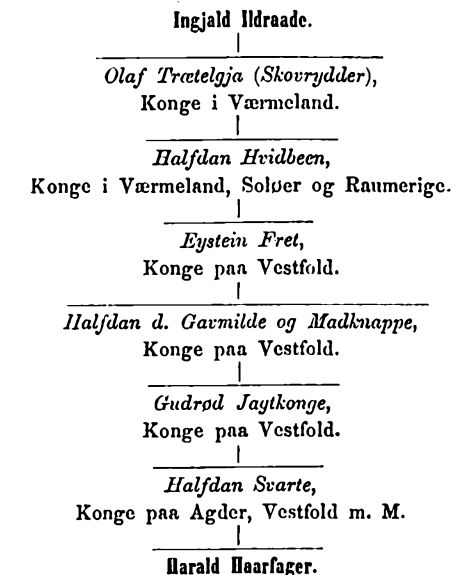 Ingjald Ildraade.
Olaf Trætelgja (Skovrydder),
Konge i Værmeland.
Halfdan Hvidbeen,
Konge i Værmeland, Soløer og Raumerige.
Eystein Fret,
Konge paa Vestfold.
Halfdan d. Gavmilde og Madknappe,
Konge paa Vestfold.
Gudrød Jagtkonge,
Konge paa Vestfold.
Halfdan Svarte,
Konge paa Agder, Vestfold m. M.
Harald Haarfager.